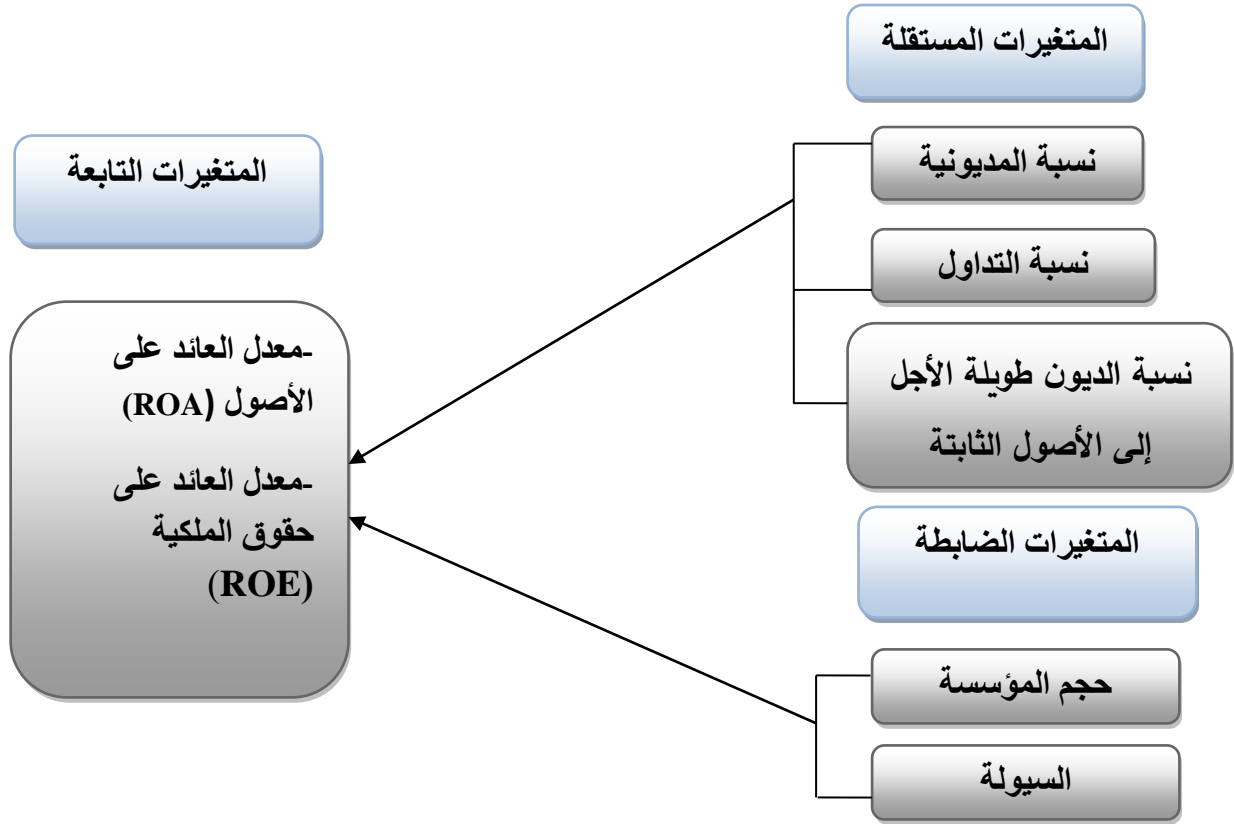 المتغيرات المستقلة
نسبة المديونية
نسبة التداول
نسبة الديون طويلة الأجل
إلى الأصول الثابتة
المتغيرات الضابطة
حجم المؤسسة
السيولة
المتغيرات التابعة
-معدل العائد على
الأصول (ROA)
-معدل العائد على
حقوق الملكية
(ROE)